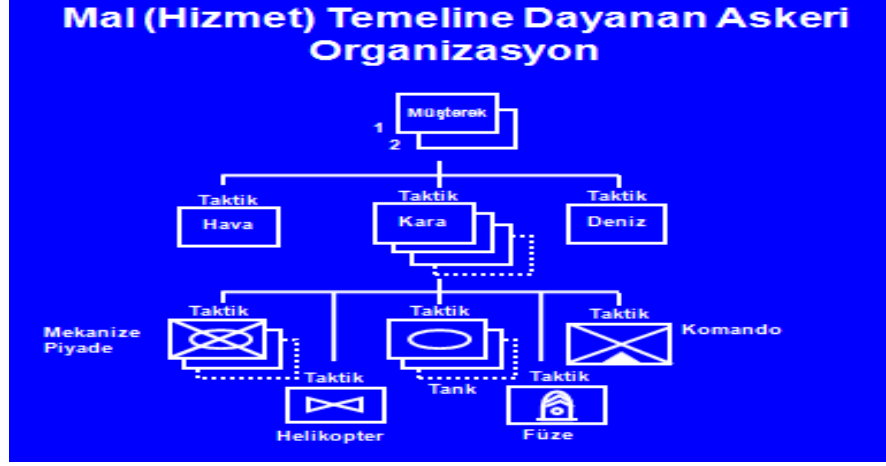 Mal (Hizmet) Temeline Dayanan Askeri
Organizasyon
Müşterek
1
2
Taktik
Taktik
Taktik
Hava
Kara
Deniz
Taktik
Taktik
Taktik
Mekanize
Piyade
Komando
Taktik
Tank
Taktik
Helikopter
Füze